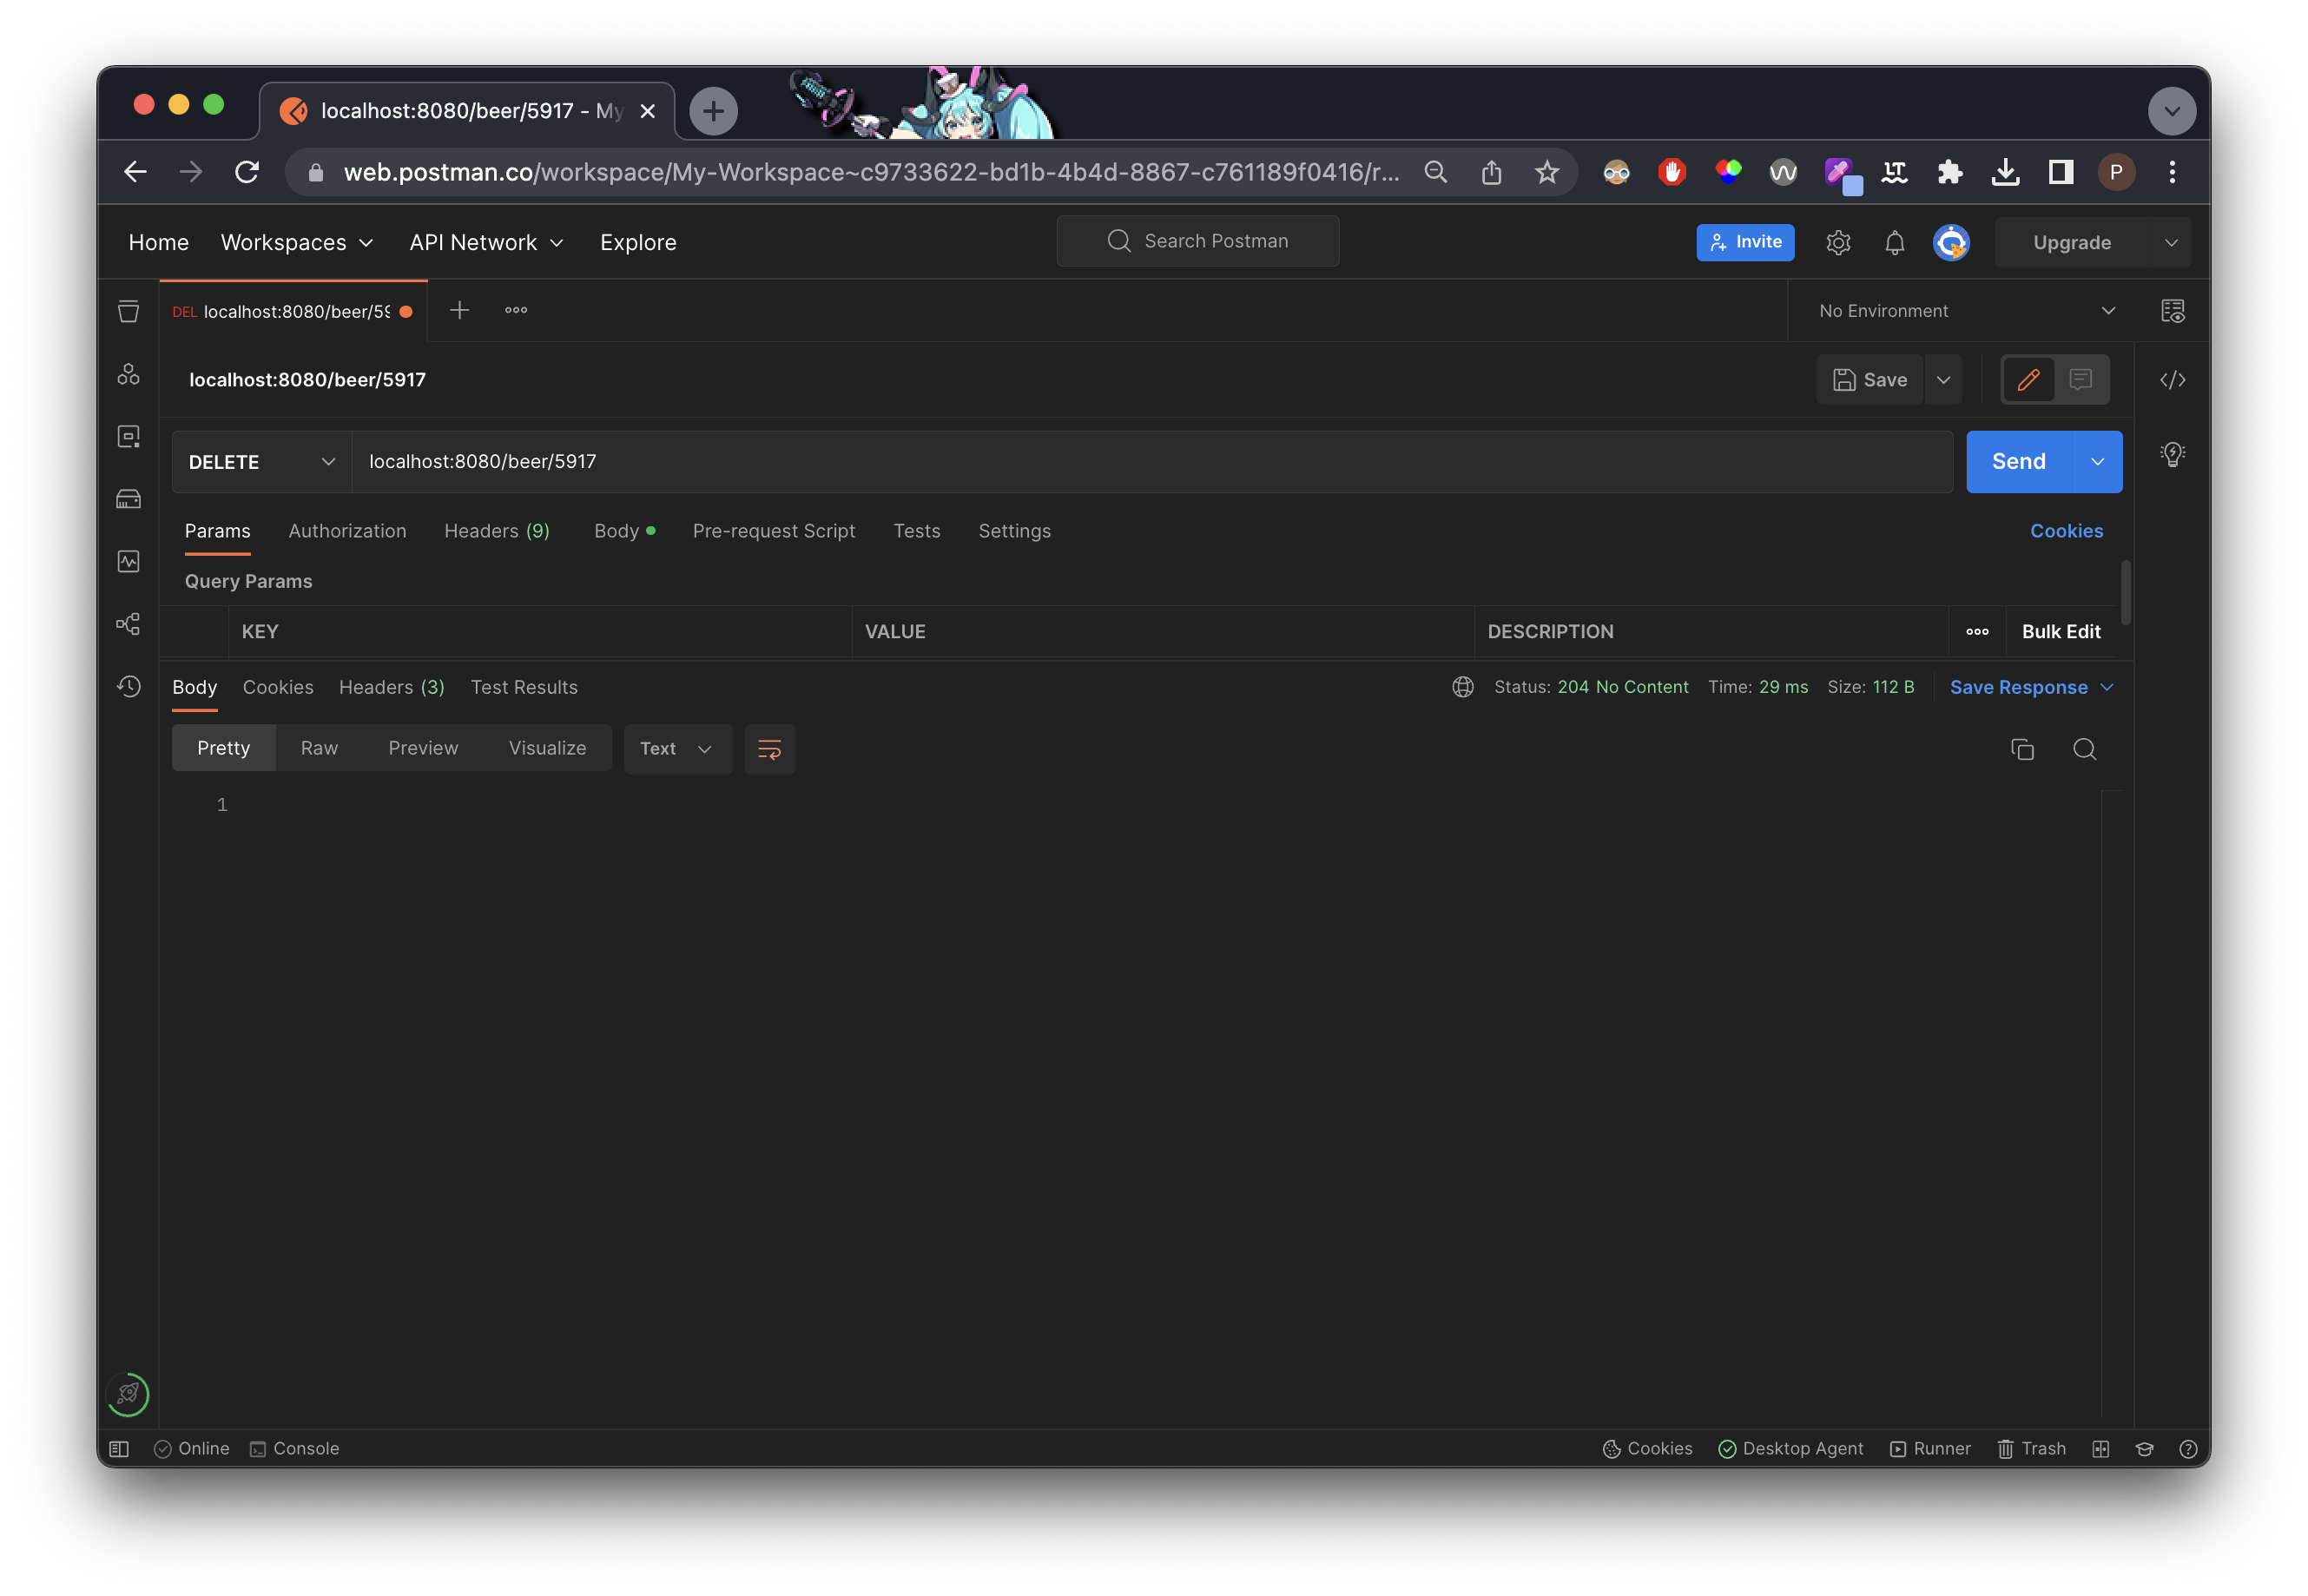 localhost:8080/beer/5917 - My
web.postman.co/workspace/My-Workspace~c9733622-bd1b-4b4d-8867-c761189f0416/r...
LT
P
Home Workspaces API Network Explore
Search Postman
Invite
Upgrade
DEL localhost:8080/beer/59
No Environment
localhost:8080/beer/5917
Save
DELETE localhost:8080/beer/5917
Send
Params Authorization Headers (9) Body Pre-request Script Tests Settings Cookies
Query Params
KEY VALUE DESCRIPTION Bulk Edit
Body Cookies Headers (3) Test Results Status: 204 No Content Time: 29 ms Size: 112 B Save Response
Pretty Raw Preview Visualize Text
1
Online Console Cookies Desktop Agent Runner Trash